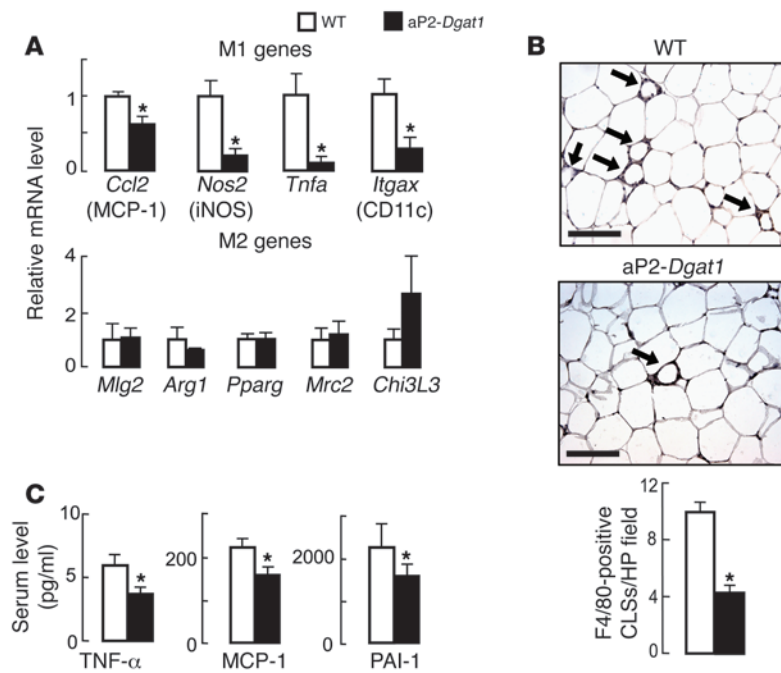 WT aP2-Dgat1
A
M1 genes
Relative mRNA level
1
0
Ccl2 Nos2 Tnfa Itgax
(MCP-1) (iNOS) (CD11c)
* * * *
M2 genes
4
2
0
Mlg2 Arg1 Pparg Mrc2 Chi3L3
B
WT
aP2-Dgat1
F4/80-positive
CLSs/HP field
12
8
4
0
*
C
Serum level
(pg/ml)
10
5
0
*
TNF-α
200
0
*
MCP-1
2000
0
*
PAI-1